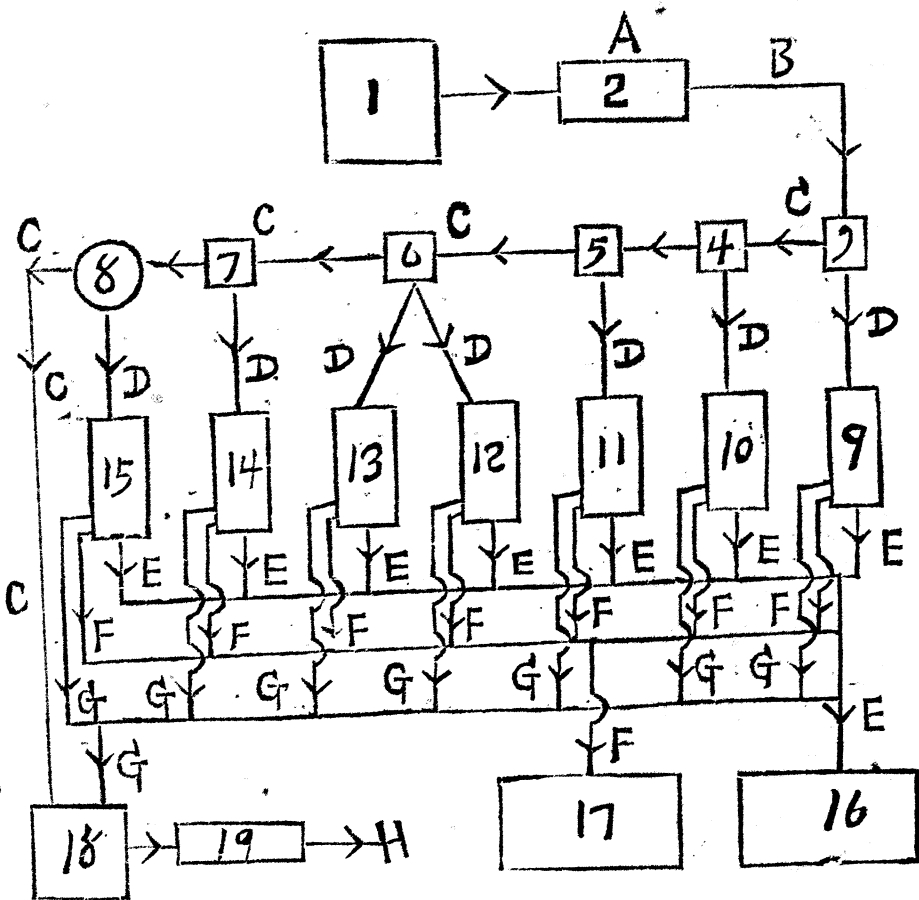 A
B
1
2
C C C C
8 7 6 5 4 3
D D D D D D D
C
15 14 13 12 11 10 9
E E E E E E E
C
F F F F F F F
G G G G G G G
E
G F
18 19 H 17 16